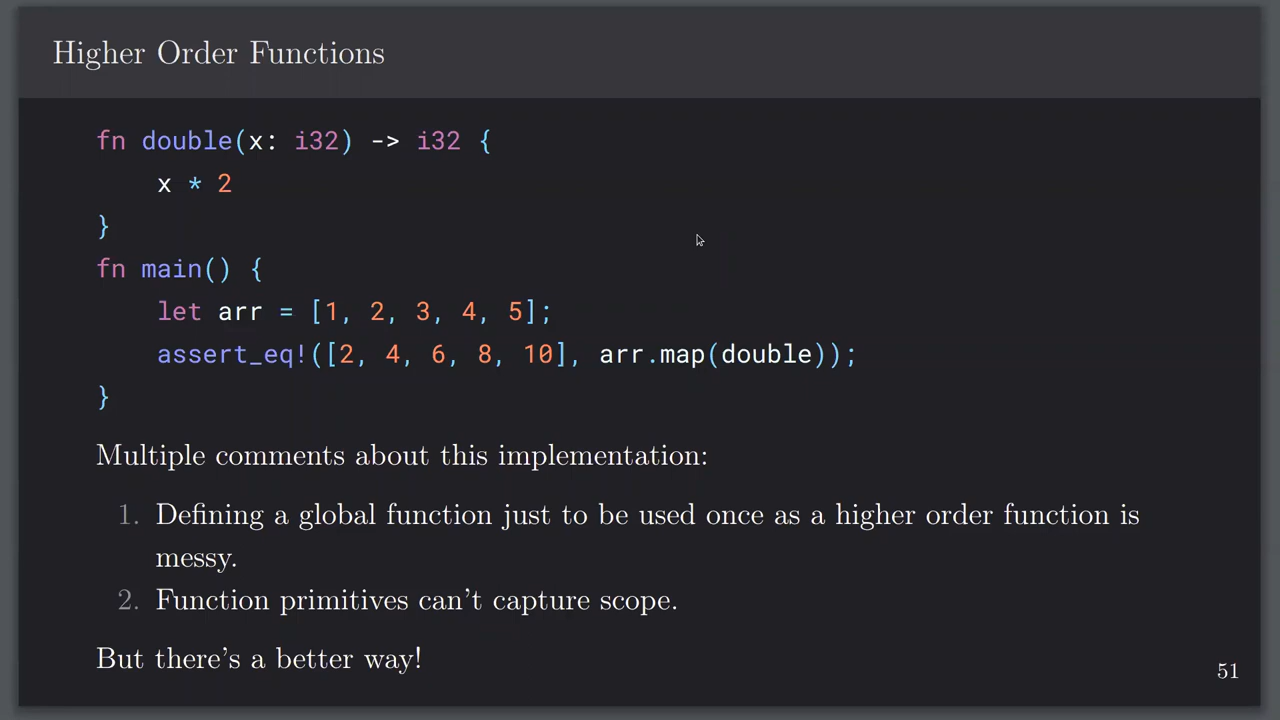 Higher Order Functions
fn double(x: i32) -> i32 {
    x * 2
}
fn main() {
    let arr = [1, 2, 3, 4, 5];
    assert_eq!([2, 4, 6, 8, 10], arr.map(double));
}
Multiple comments about this implementation:
1. Defining a global function just to be used once as a higher order function is
messy.
2. Function primitives can't capture scope.
But there's a better way!
51